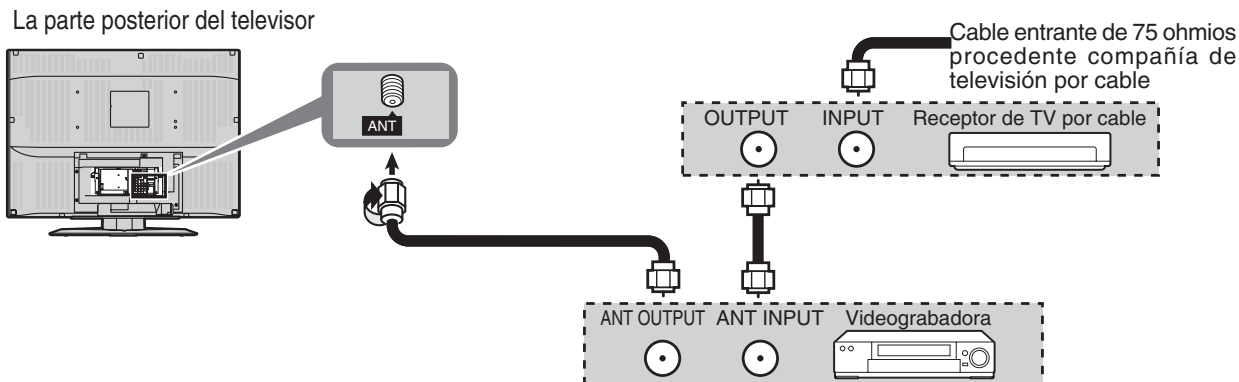 La parte posterior del televisor
Cable entrante de 75 ohmios
procedente compañía de
televisión por cable
ANT
OUTPUT INPUT Receptor de TV por cable
ANT OUTPUT ANT INPUT Videograbadora